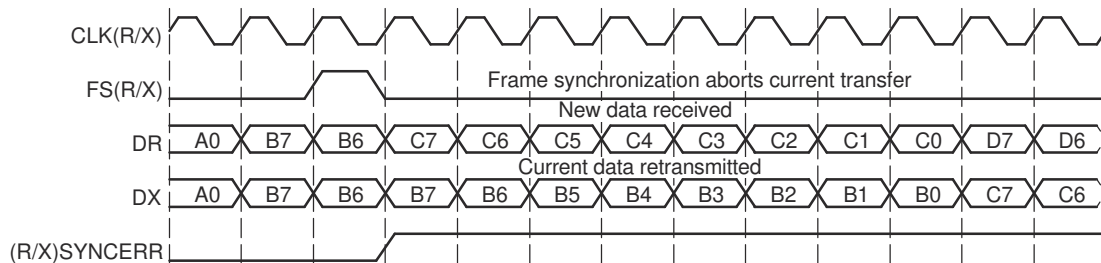 CLK(R/X)
FS(R/X)
Frame synchronization aborts current transfer
New data received
DR A0 B7 B6 C7 C6 C5 C4 C3 C2 C1 C0 D7 D6
Current data retransmitted
DX A0 B7 B6 B7 B6 B5 B4 B3 B2 B1 B0 C7 C6
(R/X)SYNCERR